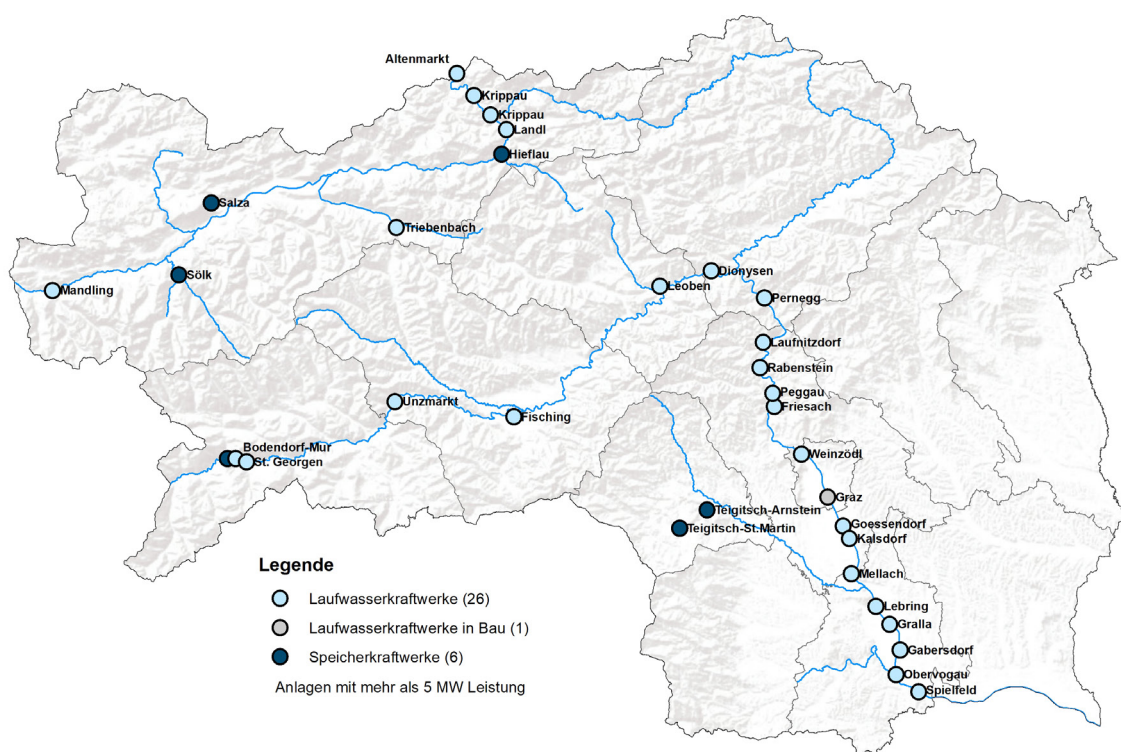 Altenmarkt
Krippau
Krippau
Landl
Hieflau
Salza
Triebenbach
Sölk
Mandling
Dionysen
Leoben
Pernegg
Laufnitzdorf
Rabenstein
Peggau
Friesach
Unzmarkt
Fisching
Bodendorf-Mur
St. Georgen
Weinzödl
Graz
Teigitsch-Arnstein
Teigitsch-St.Martin
Goessendorf
Kalsdorf
Mellach
Lebring
Gralla
Gabersdorf
Obervogau
Spielfeld
Legende
Laufwasserkraftwerke (26)
Laufwasserkraftwerke in Bau (1)
Speicherkraftwerke (6)
Anlagen mit mehr als 5 MW Leistung